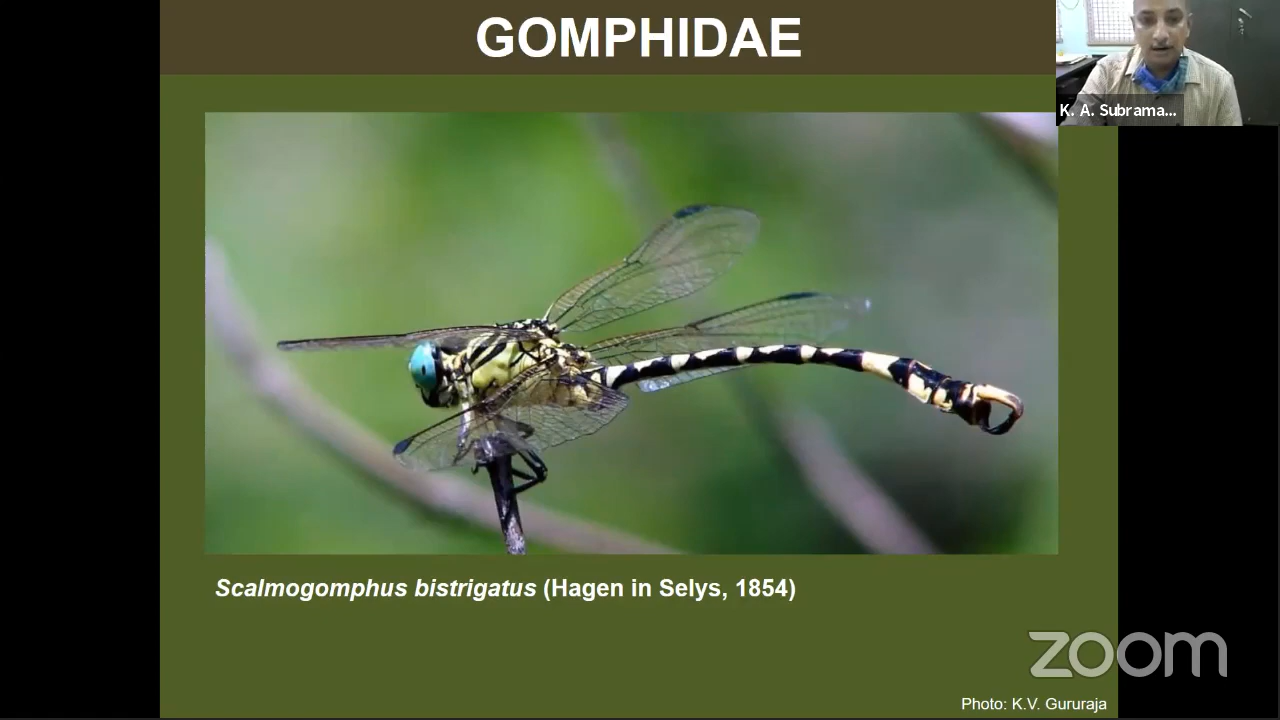 GOMPHIDAE
K. A. Subrama...
Scalmogomphus bistrigatus (Hagen in Selys, 1854)
zoom
Photo: K.V. Gururaja